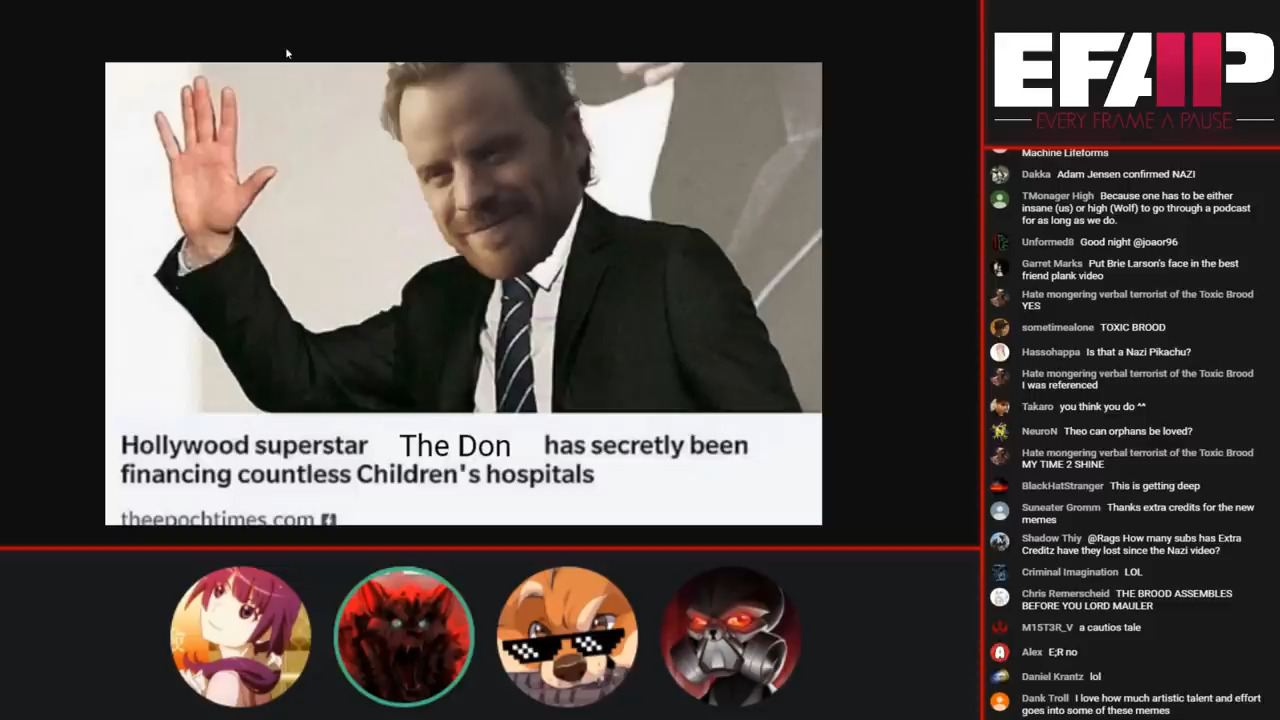 Hollywood superstar The Don has secretly been
financing countless Children's hospitals
theepochtimes.com
EFAP
EVERY FRAME A PAUSE
Machine Lifeforms
Dakka Adam Jensen confirmed NAZI
TMonager High Because one has to be either
insane (us) or high (Wolf) to go through a podcast
for as long as we do.
Unformed8 Good night @joaor96
Garret Marks Put Brie Larson's face in the best
friend plank video
Hate mongering verbal terrorist of the Toxic Brood
YES
sometimealone TOXIC BROOD
Hassohappa Is that a Nazi Pikachu?
Hate mongering verbal terrorist of the Toxic Brood
I was referenced
Takaro you think you do ^^
NeuroN Theo can orphans be loved?
Hate mongering verbal terrorist of the Toxic Brood
MY TIME 2 SHINE
BlackHatStranger This is getting deep
Suneater Gromm Thanks extra credits for the new
memes
Shadow Thiy @Rags How many subs has Extra
Creditz have they lost since the Nazi video?
Criminal Imagination LOL
Chris Remerscheid THE BROOD ASSEMBLES
BEFORE YOU LORD MAULER
M15T3R_V a cautios tale
Alex E;R no
Daniel Krantz lol
Dank Troll I love how much artistic talent and effort
goes into some of these memes